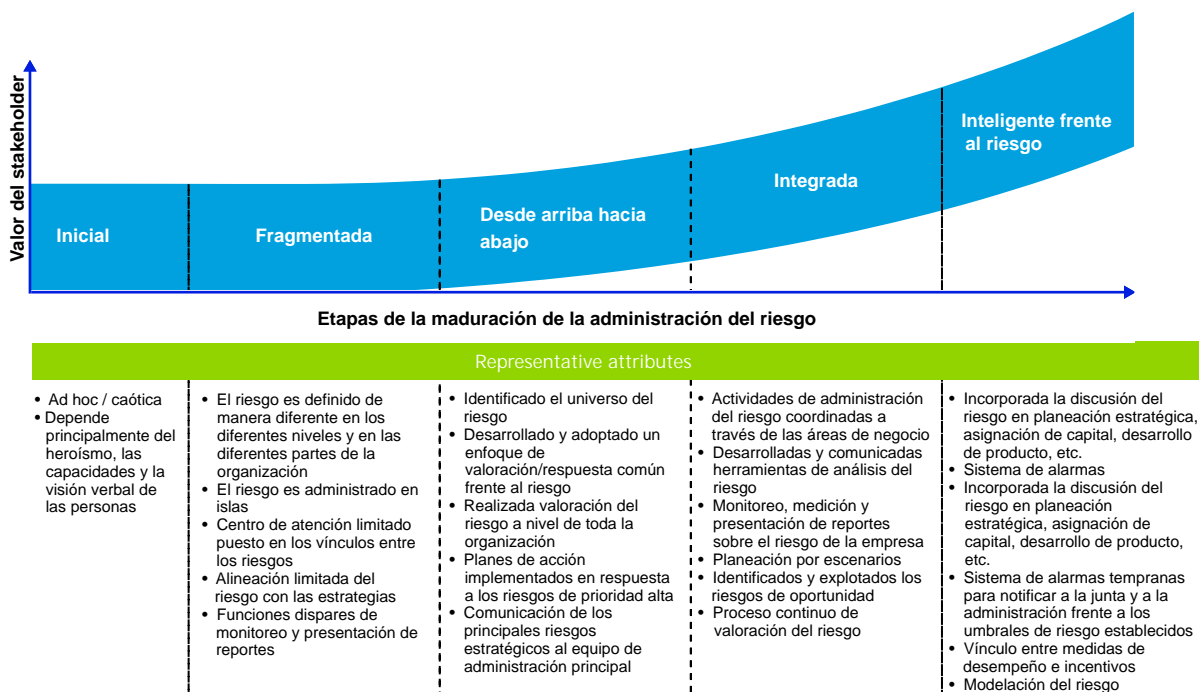 Valor del stakeholder
Inicial
Fragmentada
Desde arriba hacia
abajo
Integrada
Inteligente frente
al riesgo
Etapas de la maduración de la administración del riesgo
Representative attributes
• Ad hoc / caótica
• Depende
principalmente del
heroísmo, las
capacidades y la
visión verbal de
las personas
• El riesgo es definido de
manera diferente en los
diferentes niveles y en las
diferentes partes de la
organización
• El riesgo es administrado en
islas
• Centro de atención limitado
puesto en los vínculos entre
los riesgos
• Alineación limitada del
riesgo con las estrategias
• Funciones dispares de
monitoreo y presentación de
reportes
• Identificado el universo del
riesgo
• Desarrollado y adoptado un
enfoque de
valoración/respuesta común
frente al riesgo
• Realizada valoración del
riesgo a nivel de toda la
organización
• Planes de acción
implementados en respuesta
a los riesgos de prioridad alta
• Comunicación de los
principales riesgos
estratégicos al equipo de
administración principal
• Actividades de administración
del riesgo coordinadas a
través de las áreas de negocio
• Desarrolladas y comunicadas
herramientas de análisis del
riesgo
• Monitoreo, medición y
presentación de reportes
sobre el riesgo de la empresa
• Planeación por escenarios
• Identificados y explotados los
riesgos de oportunidad
• Proceso continuo de
valoración del riesgo
• Incorporada la discusión del
riesgo en planeación estratégica,
asignación de capital, desarrollo
de producto, etc.
• Sistema de alarmas
• Incorporada la discusión del
riesgo en planeación
estratégica, asignación de
capital, desarrollo de producto,
etc.
• Sistema de alarmas tempranas
para notificar a la junta y a la
administración frente a los
umbrales de riesgo establecidos
• Vínculo entre medidas de
desempeño e incentivos
• Modelación del riesgo